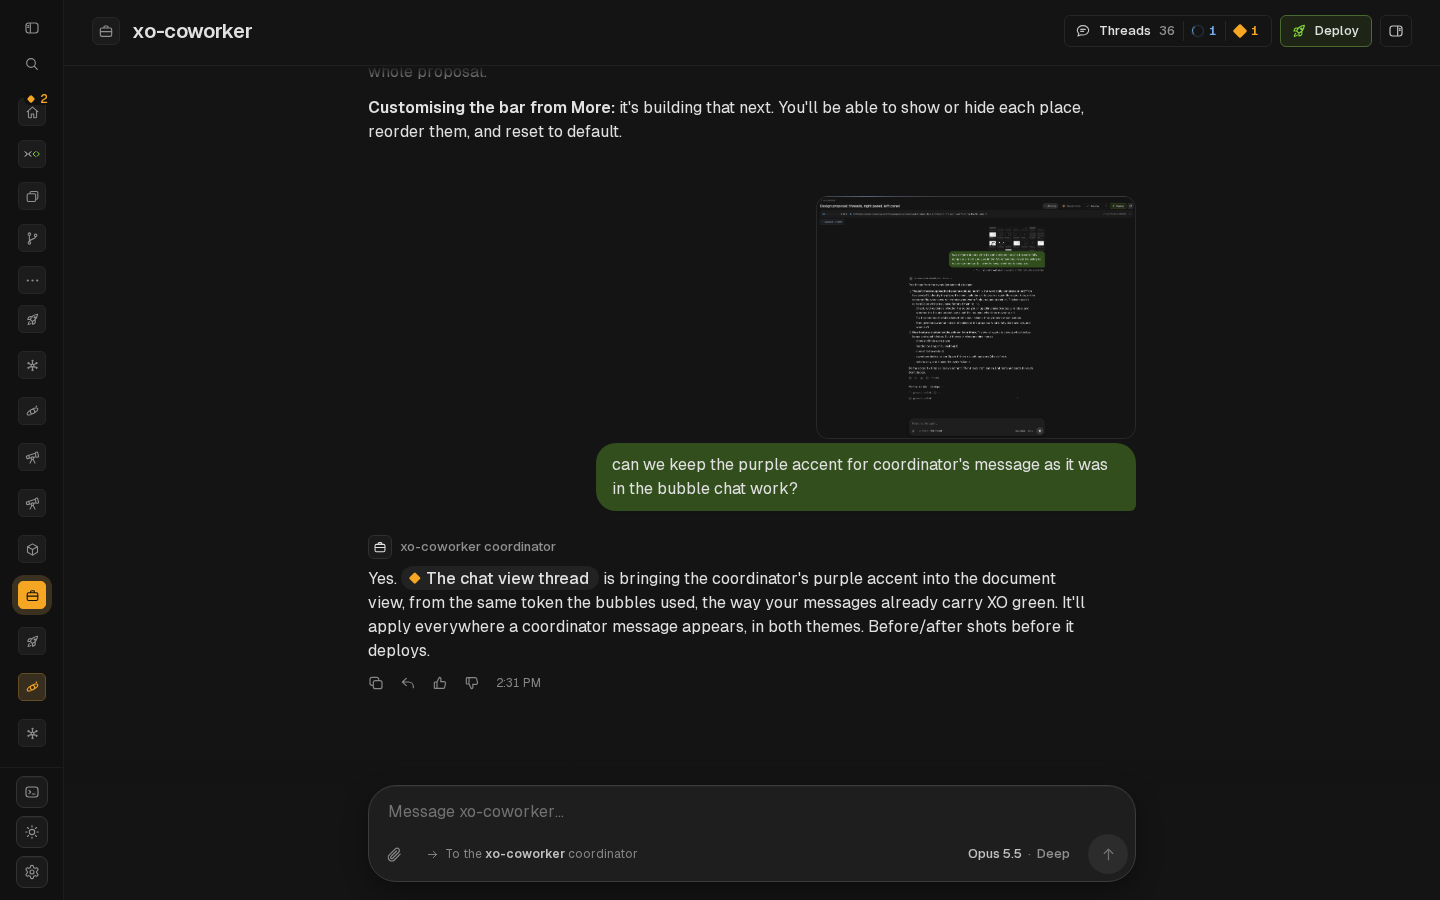 xo-coworker
Threads 36 1 1
Deploy
2
whole proposal.
Customising the bar from More: it's building that next. You'll be able to show or hide each place,
reorder them, and reset to default.
can we keep the purple accent for coordinator's message as it was
in the bubble chat work?
xo-coworker coordinator
Yes. The chat view thread is bringing the coordinator's purple accent into the document
view, from the same token the bubbles used, the way your messages already carry XO green. It'll
apply everywhere a coordinator message appears, in both themes. Before/after shots before it
deploys.
2:31 PM
Message xo-coworker...
To the xo-coworker coordinator
Opus 5.5 · Deep